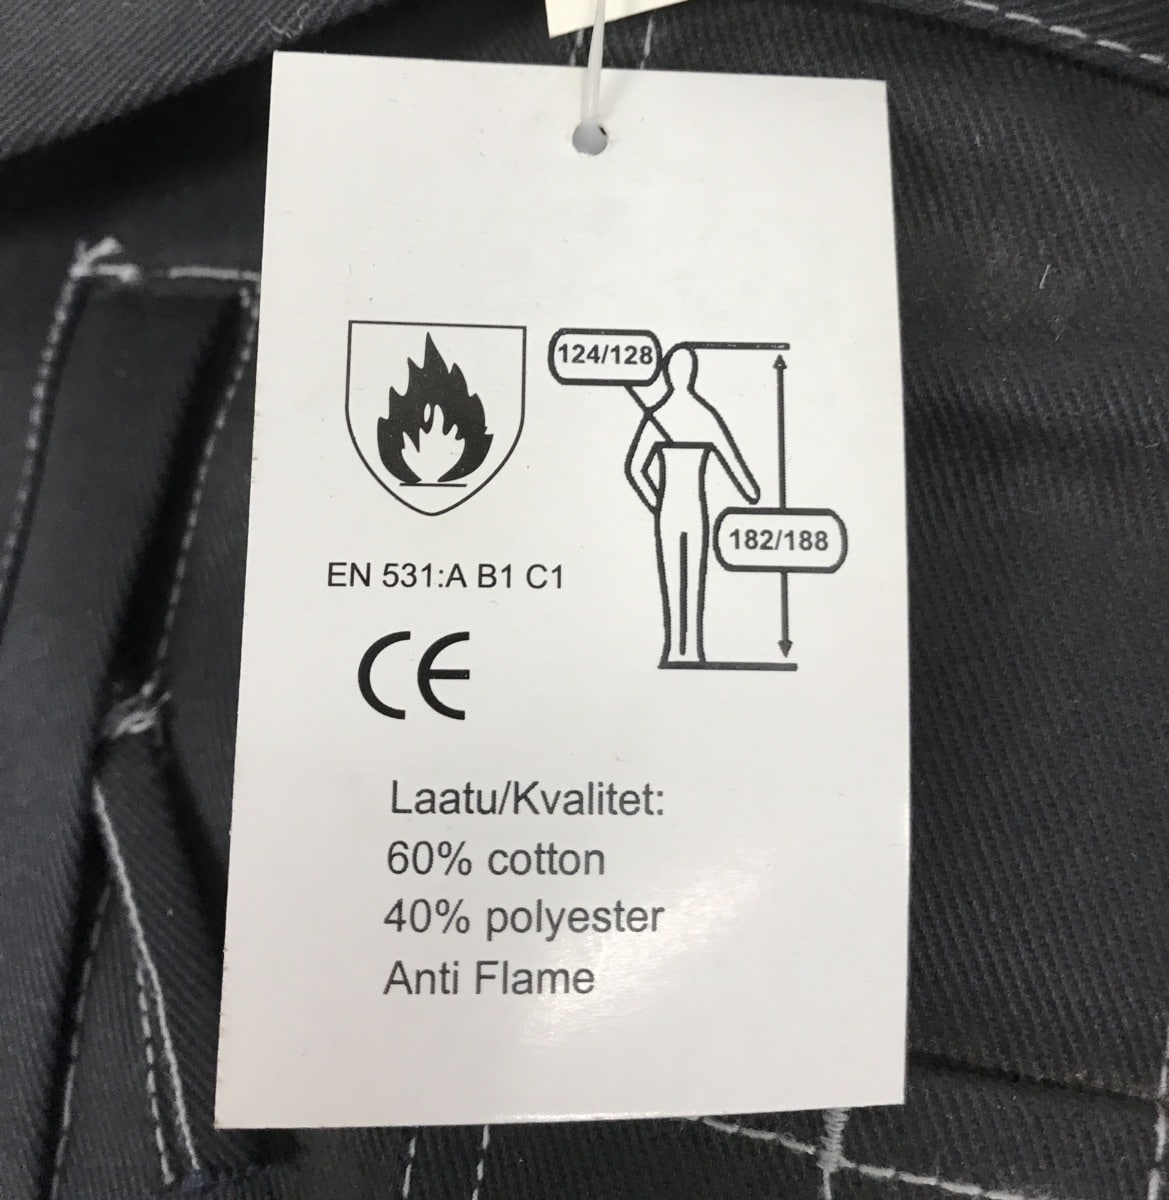 124/128
182/188
EN 531:A B1 C1
CE
Laatu/Kvalitet:
60% cotton
40% polyester
Anti Flame